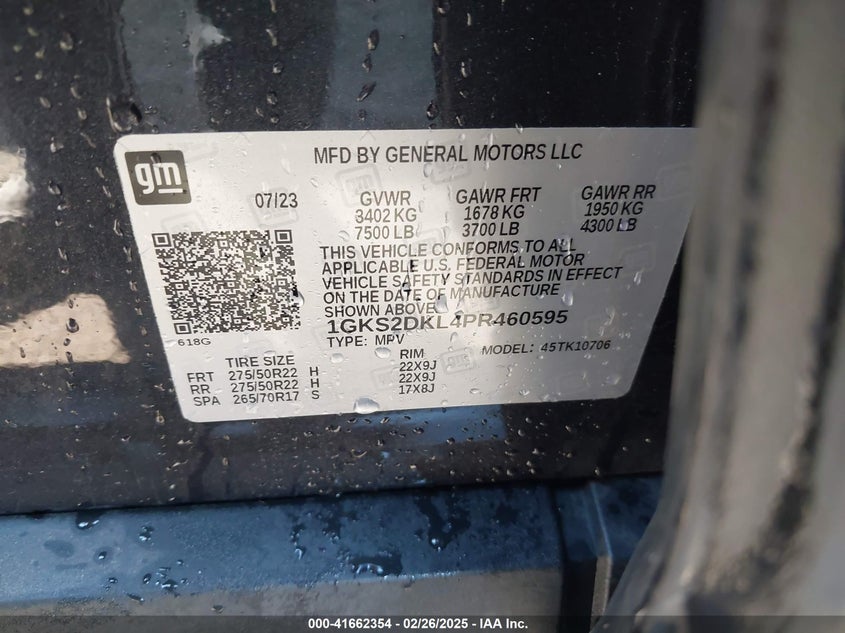 gm
MFD BY GENERAL MOTORS LLC
07/23
GVWR GAWR FRT GAWR RR
3402 KG 1678 KG 1950 KG
7500 LB 3700 LB 4300 LB
THIS VEHICLE CONFORMS TO ALL
APPLICABLE U.S. FEDERAL MOTOR
VEHICLE SAFETY STANDARDS IN EFFECT
ON THE DATE OF MANUFACTURE
SHOWN ABOVE.
1GKS2DKL4PR460595
618G
TYPE: MPV MODEL: 45TK10706
TIRE SIZE RIM
FRT 275/50R22 H 22X9J
RR 275/50R22 H 22X9J
SPA 265/70R17 S 17X8J
000-41662354 / 02/26/2025 - IAA Inc.